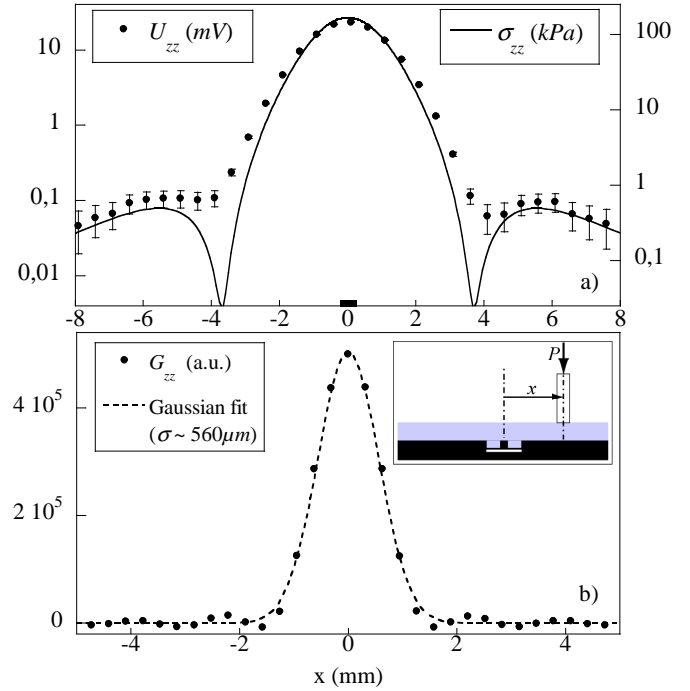 U_zz (mV)
σ_zz (kPa)
10
1
0,1
0,01
100
10
1
0,1
a)
-8 -6 -4 -2 0 2 4 6 8
G_zz (a.u.)
Gaussian fit
(σ ~ 560μm)
P
x
4 10^5
2 10^5
0
b)
-4 -2 0 2 4
x (mm)